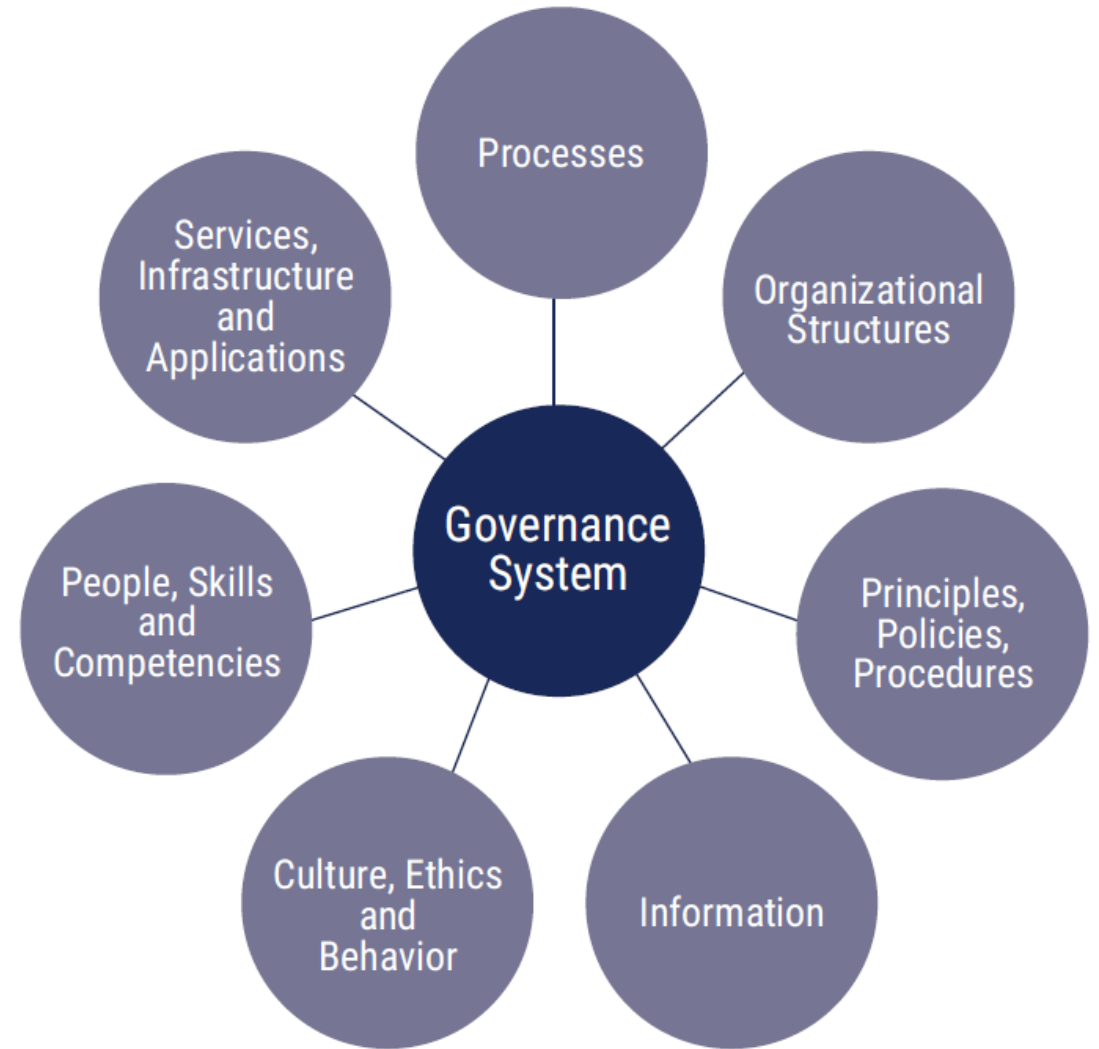 Processes
Organizational
Structures
Principles,
Policies,
Procedures
Information
Culture, Ethics
and
Behavior
People, Skills
and
Competencies
Services,
Infrastructure
and
Applications
Governance
System